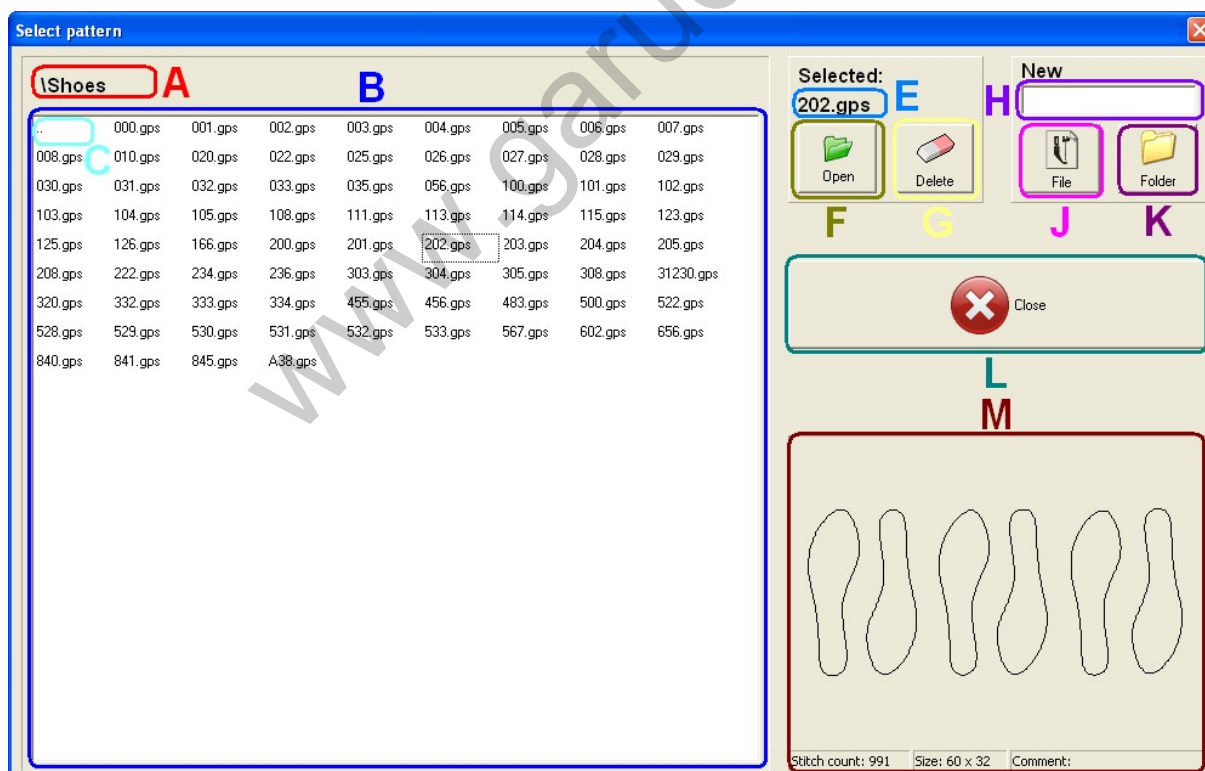 Select pattern
\Shoes A
B
Selected:
202.gps E
New
H
.. 000.gps 001.gps 002.gps 003.gps 004.gps 005.gps 006.gps 007.gps
C
008.gps 010.gps 020.gps 022.gps 025.gps 026.gps 027.gps 028.gps 029.gps
030.gps 031.gps 032.gps 033.gps 035.gps 056.gps 100.gps 101.gps 102.gps
103.gps 104.gps 105.gps 108.gps 111.gps 113.gps 114.gps 115.gps 123.gps
125.gps 126.gps 166.gps 200.gps 201.gps 202.gps 203.gps 204.gps 205.gps
208.gps 222.gps 234.gps 236.gps 303.gps 304.gps 305.gps 308.gps 31230.gps
320.gps 332.gps 333.gps 334.gps 455.gps 456.gps 483.gps 500.gps 522.gps
528.gps 529.gps 530.gps 531.gps 532.gps 533.gps 567.gps 602.gps 656.gps
840.gps 841.gps 845.gps A38.gps
Open Delete File Folder
F G J K
Close
L
M
Stitch count: 991 Size: 60 x 32 Comment: